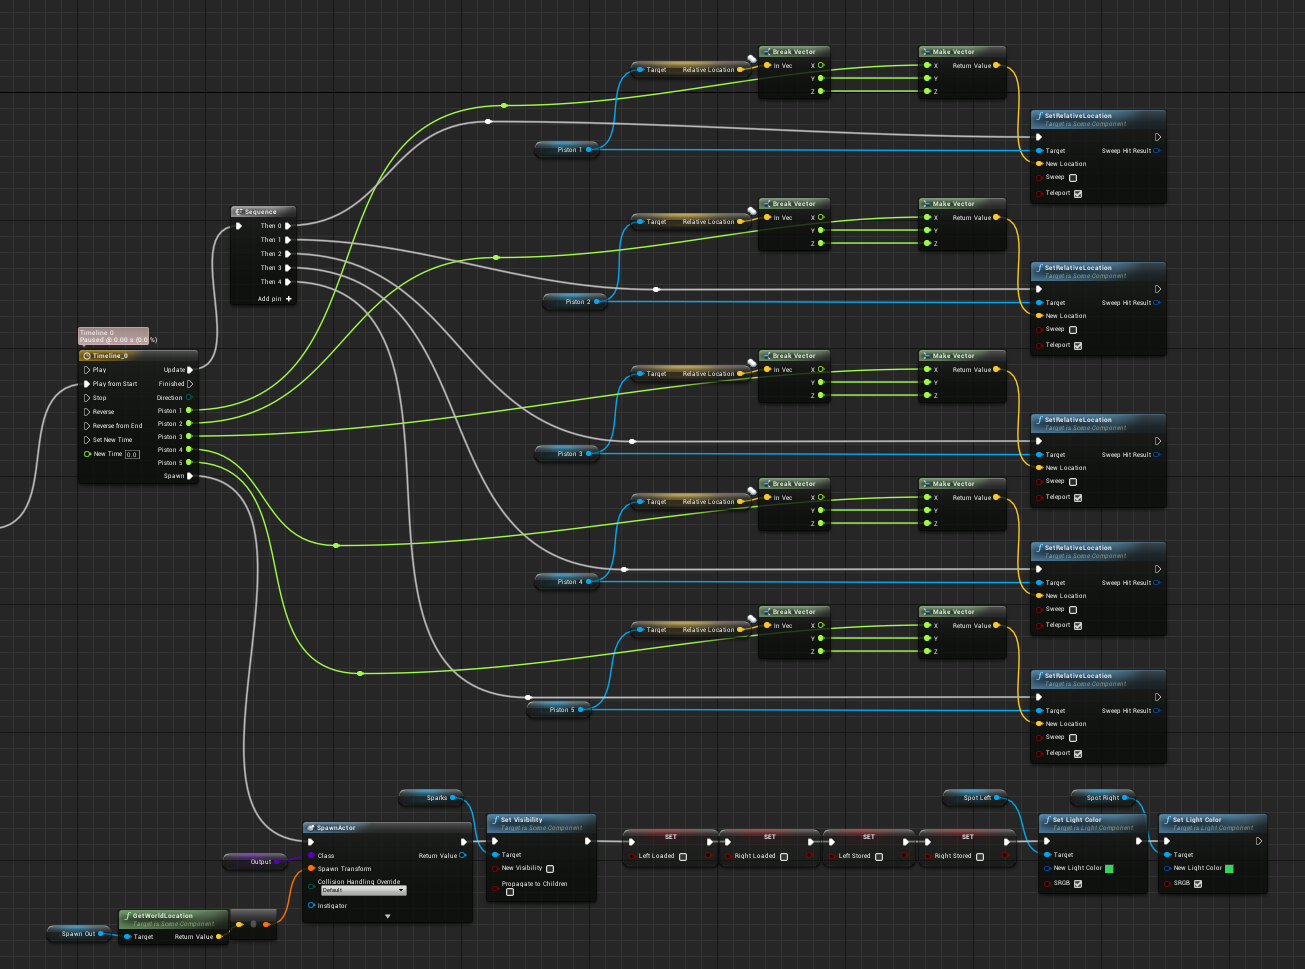 Break Vector
In Vec X
Y
Z
Make Vector
X Return Value
Y
Z
Target Relative Location
Piston 1
SetRelativeLocation
Target is Some Component
Target Sweep Hit Result
New Location
Sweep
Teleport
Sequence
Then 0
Then 1
Then 2
Then 3
Then 4
Add pin
Break Vector
In Vec X
Y
Z
Make Vector
X Return Value
Y
Z
Target Relative Location
Piston 2
SetRelativeLocation
Target is Some Component
Target Sweep Hit Result
New Location
Sweep
Teleport
Timeline 0
Paused @ 0.00 s (0.0 %)
Timeline_0
Play Update
Play from Start Finished
Stop Direction
Reverse Piston 1
Reverse from End Piston 2
Set New Time Piston 3
New Time 0.0 Piston 4
Piston 5
Spawn
Break Vector
In Vec X
Y
Z
Make Vector
X Return Value
Y
Z
Target Relative Location
Piston 3
SetRelativeLocation
Target is Some Component
Target Sweep Hit Result
New Location
Sweep
Teleport
Break Vector
In Vec X
Y
Z
Make Vector
X Return Value
Y
Z
Target Relative Location
Piston 4
SetRelativeLocation
Target is Some Component
Target Sweep Hit Result
New Location
Sweep
Teleport
Break Vector
In Vec X
Y
Z
Make Vector
X Return Value
Y
Z
Target Relative Location
Piston 5
SetRelativeLocation
Target is Some Component
Target Sweep Hit Result
New Location
Sweep
Teleport
Sparks
Spot Left
Spot Right
SpawnActor
Class Return Value
Spawn Transform
Collision Handling Override
Default
Instigator
Output
Set Visibility
Target is Some Component
Target
New Visibility
Propagate to Children
SET
Left Loaded
SET
Right Loaded
SET
Left Stored
SET
Right Stored
Set Light Color
Target is Light Component
Target
New Light Color
SRGB
Set Light Color
Target is Light Component
Target
New Light Color
SRGB
Spawn Out
GetWorldLocation
Target is Some Component
Target Return Value